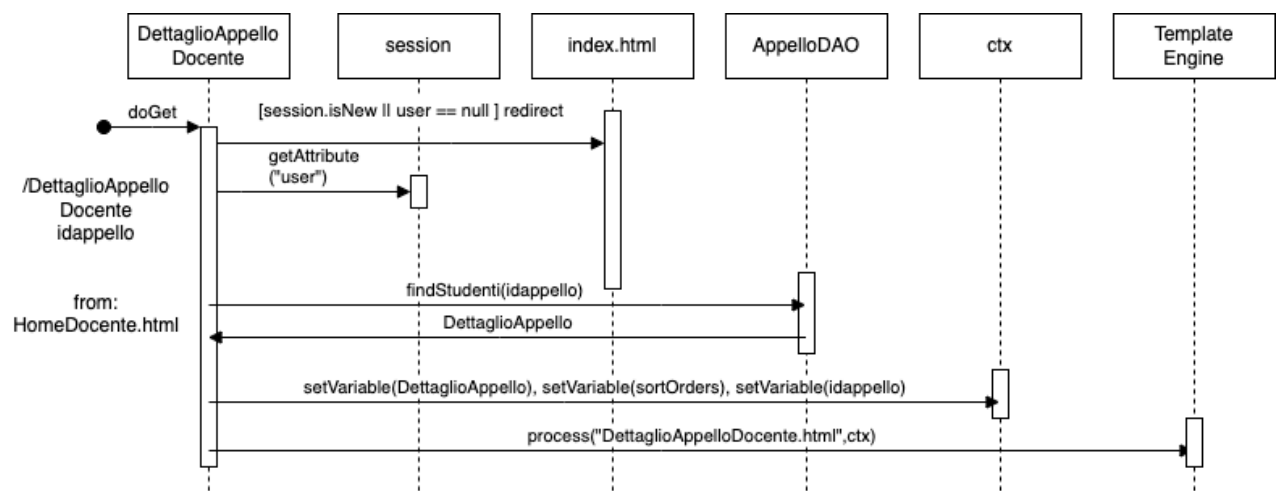 DettaglioAppello
Docente
session
index.html
AppelloDAO
ctx
Template
Engine
doGet
[session.isNew || user == null ] redirect
getAttribute
("user")
/DettaglioAppello
Docente
idappello
from:
HomeDocente.html
findStudenti(idappello)
DettaglioAppello
setVariable(DettaglioAppello), setVariable(sortOrders), setVariable(idappello)
process("DettaglioAppelloDocente.html",ctx)